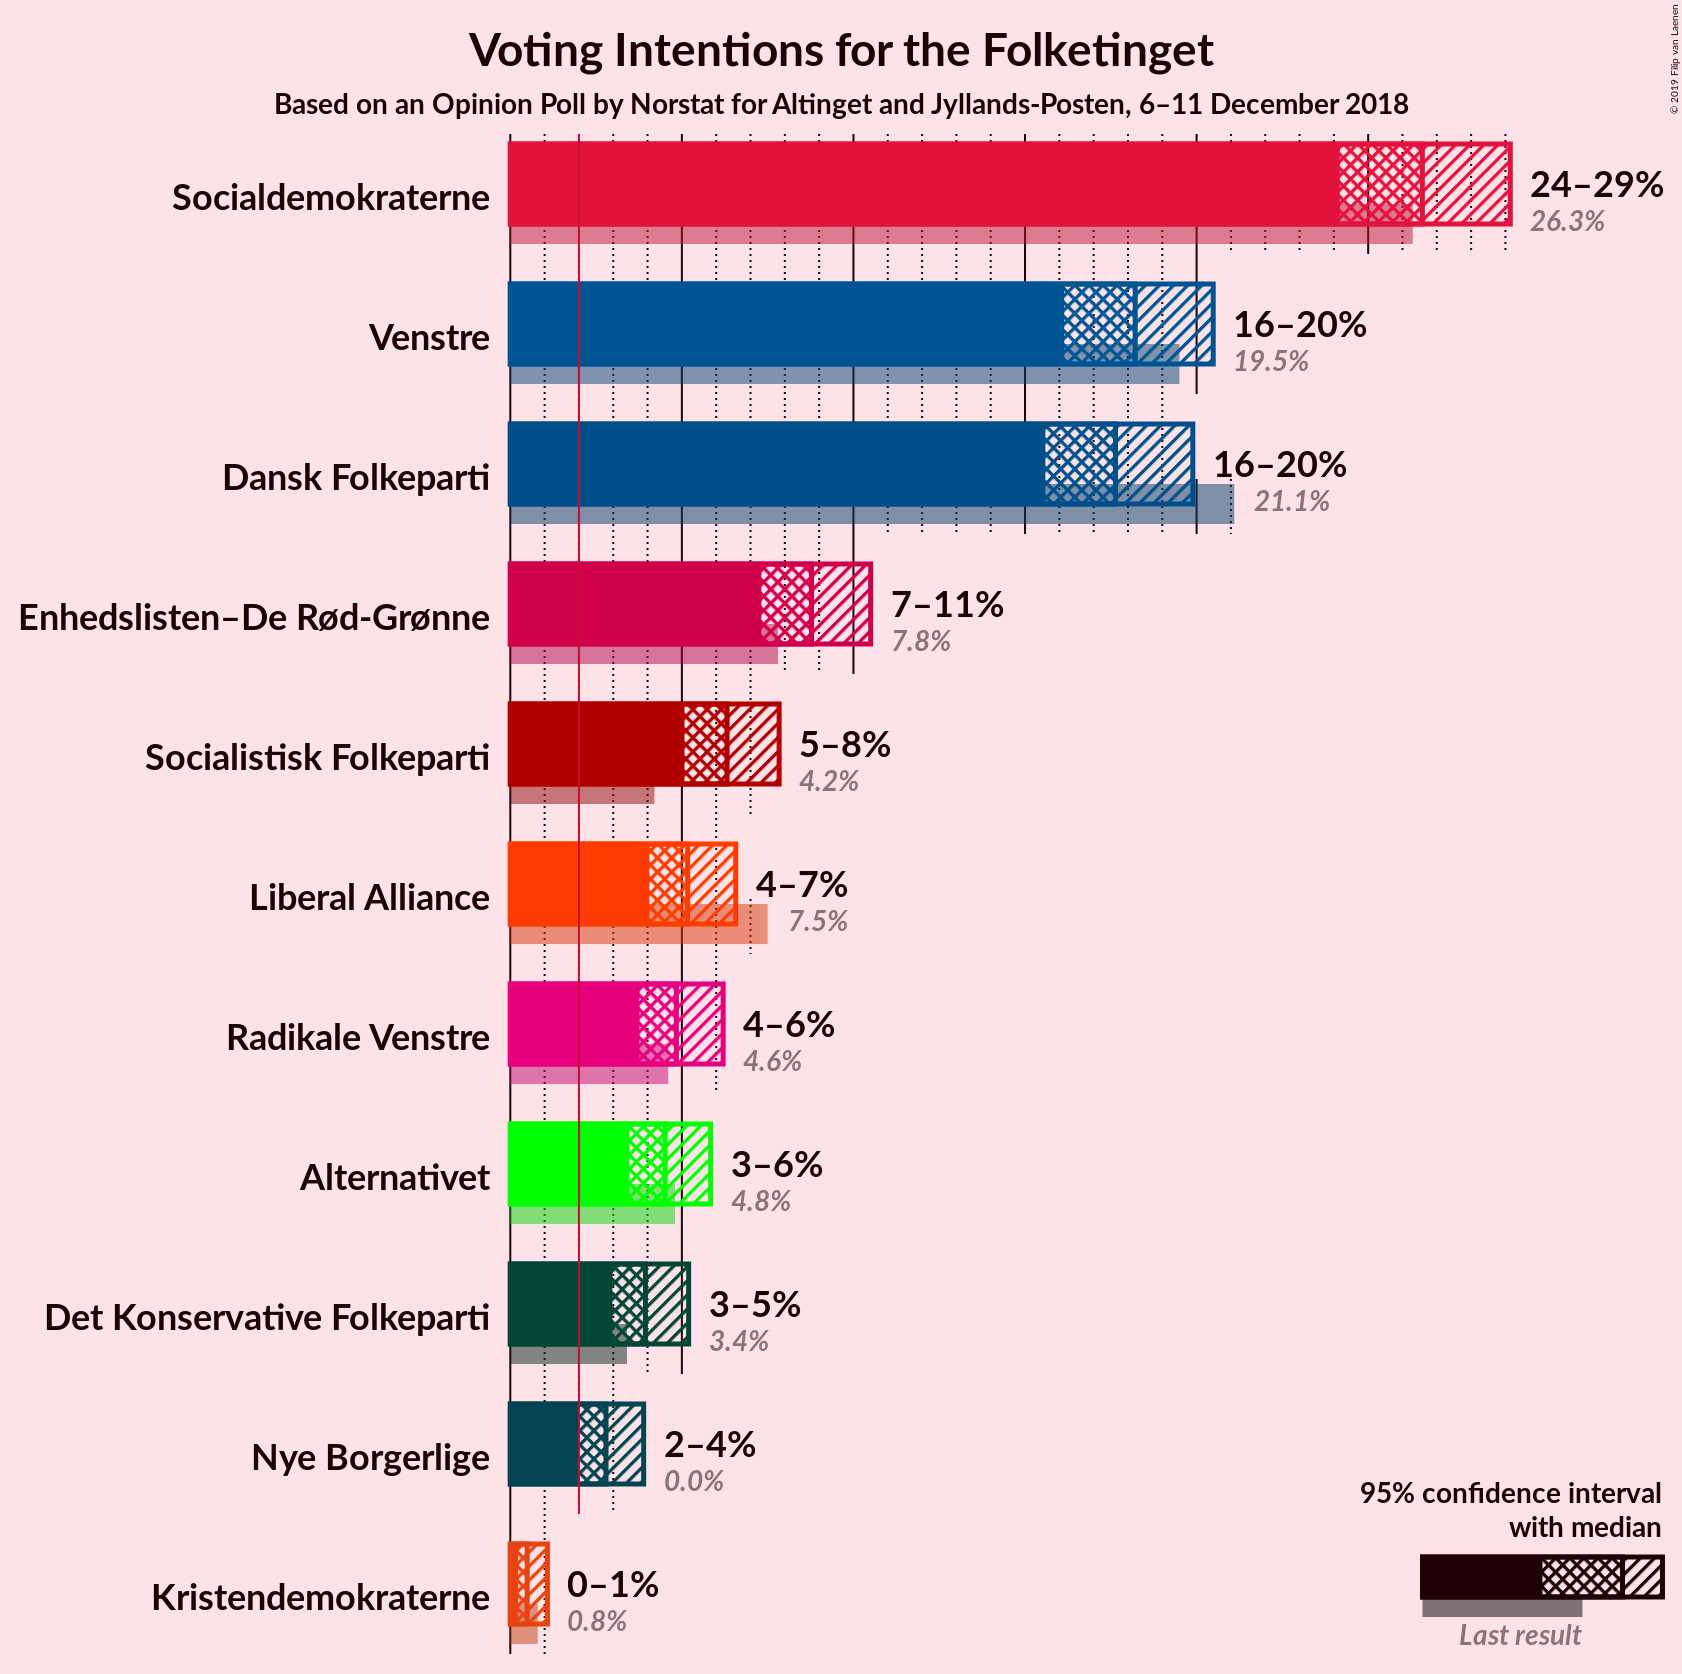 Voting Intentions for the Folketinget
Based on an Opinion Poll by Norstat for Altinget and Jyllands-Posten, 6–11 December 2018
© 2019 Filip van Laenen
Socialdemokraterne
24–29%
26.3%
Venstre
16–20%
19.5%
Dansk Folkeparti
16–20%
21.1%
Enhedslisten–De Rød-Grønne
7–11%
7.8%
Socialistisk Folkeparti
5–8%
4.2%
Liberal Alliance
4–7%
7.5%
Radikale Venstre
4–6%
4.6%
Alternativet
3–6%
4.8%
Det Konservative Folkeparti
3–5%
3.4%
Nye Borgerlige
2–4%
0.0%
Kristendemokraterne
0–1%
0.8%
95% confidence interval
with median
Last result